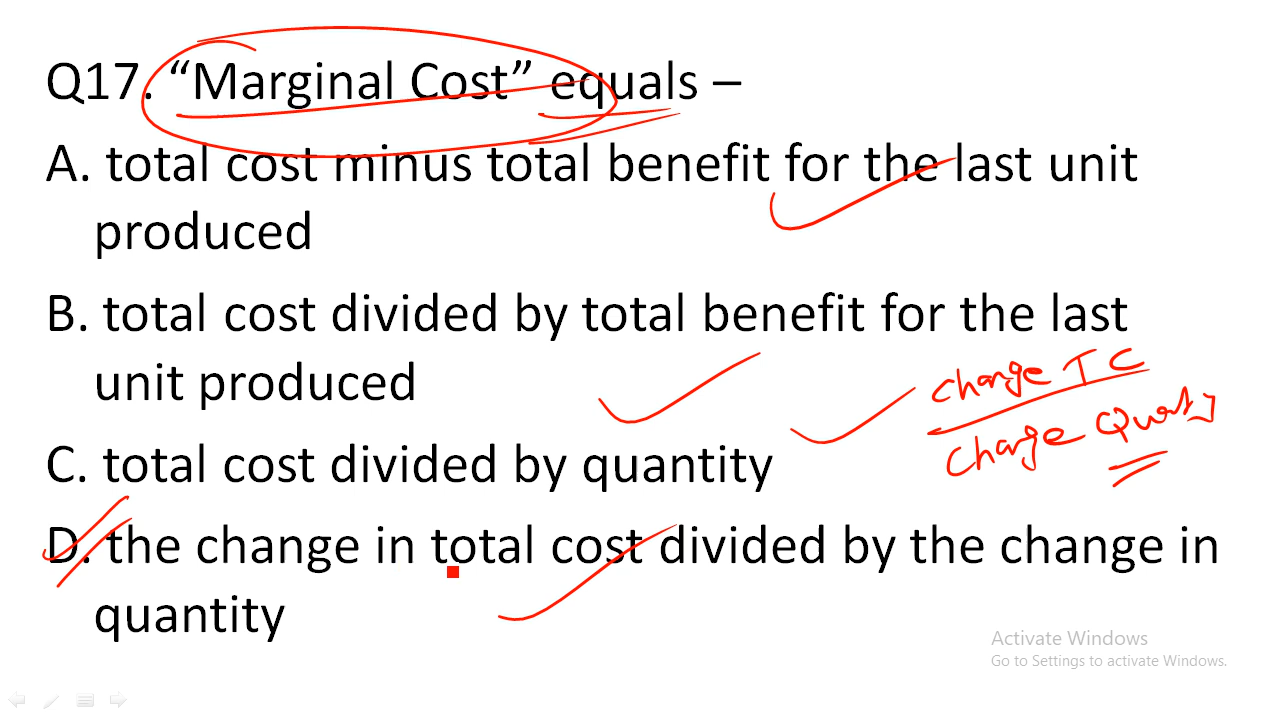 Q17. “Marginal Cost” equals –
A. total cost minus total benefit for the last unit
produced
B. total cost divided by total benefit for the last
unit produced
change TC
change Quat
C. total cost divided by quantity
D. the change in total cost divided by the change in
quantity
Activate Windows
Go to Settings to activate Windows.